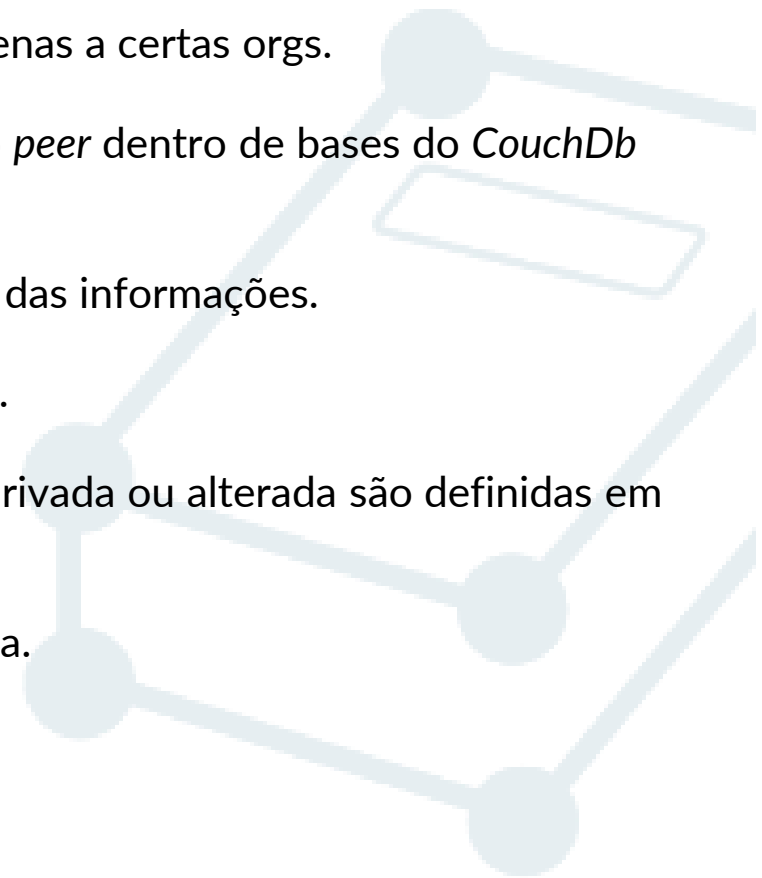 enas a certas orgs.
peer dentro de bases do CouchDb
das informações.
.
rivada ou alterada são definidas em
a.